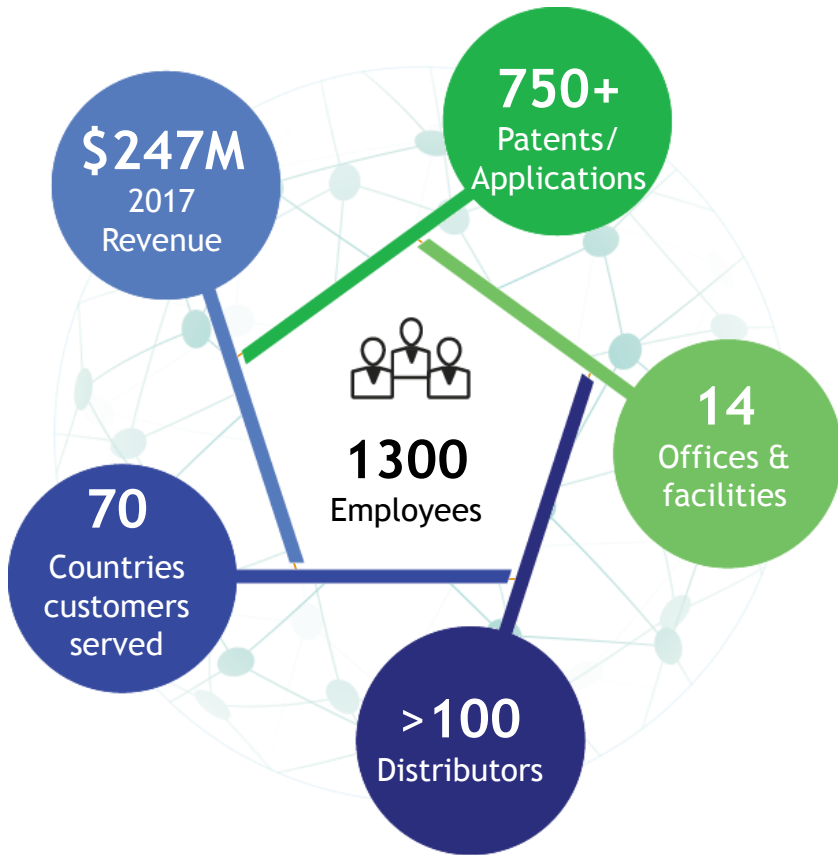 750+
Patents/
Applications
$247M
2017
Revenue
14
Offices &
facilities
1300
Employees
70
Countries
customers
served
>100
Distributors